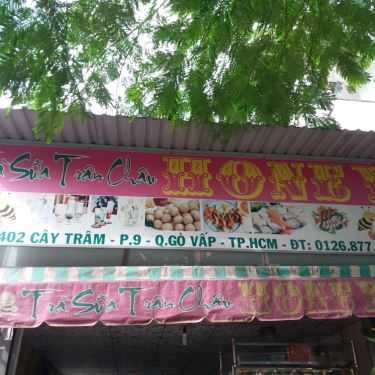 Trà Sữa Trân Châu HONEY
402 CÂY TRÂM - P.9 - Q.GÒ VẤP - TP.HCM - ĐT: 0126.877.
Trà Sữa Trân Châu HONEY